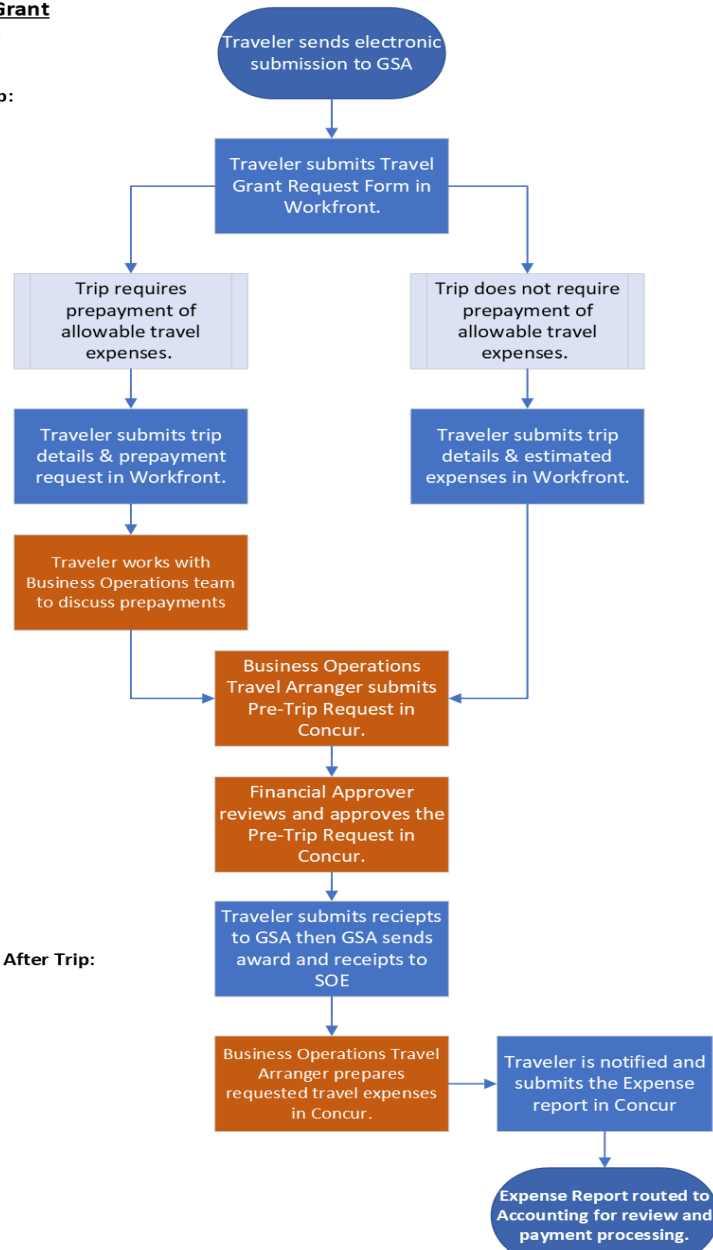 Grant
:
p:
Traveler sends electronic
submission to GSA
Traveler submits Travel
Grant Request Form in
Workfront.
Trip requires
prepayment of
allowable travel
expenses.
Trip does not require
prepayment of
allowable travel
expenses.
Traveler submits trip
details & prepayment
request in Workfront.
Traveler submits trip
details & estimated
expenses in Workfront.
Traveler works with
Business Operations team
to discuss prepayments
Business Operations
Travel Arranger submits
Pre-Trip Request in
Concur.
Financial Approver
reviews and approves the
Pre-Trip Request in
Concur.
After Trip:
Traveler submits reciepts
to GSA then GSA sends
award and receipts to
SOE
Business Operations Travel
Arranger prepares
requested travel expenses
in Concur.
Traveler is notified and
submits the Expense
report in Concur
Expense Report routed to
Accounting for review and
payment processing.